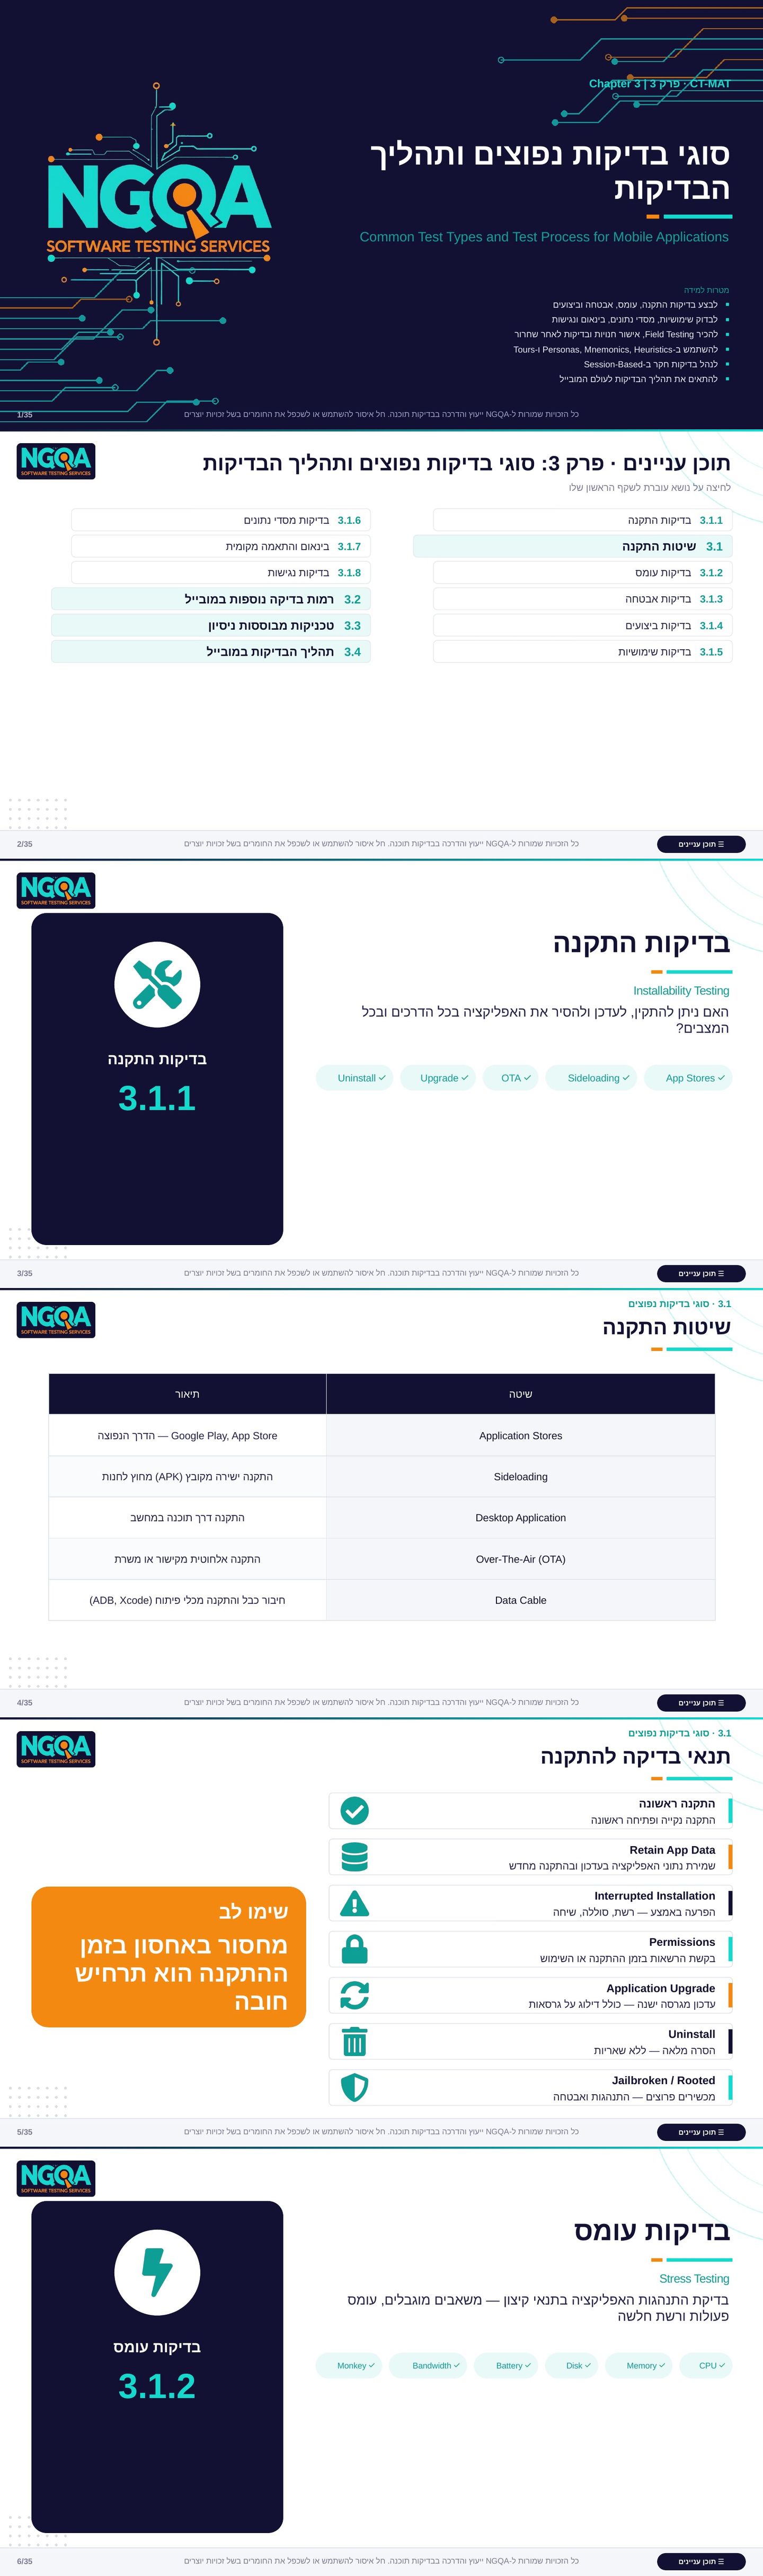 CT-MAT · פרק 3 | Chapter 3
סוגי בדיקות נפוצים ותהליך
הבדיקות
Common Test Types and Test Process for Mobile Applications
NGQA
SOFTWARE TESTING SERVICES
מטרות למידה
לבצע בדיקות התקנה, עומס, אבטחה וביצועים
לבדוק שימושיות, מסדי נתונים, בינאום ונגישות
להכיר Field Testing, אישור חנויות ובדיקות לאחר שחרור
להשתמש ב-Personas, Mnemonics, Heuristics ו-Tours
לנהל בדיקות חקר ב-Session-Based
להתאים את תהליך הבדיקות לעולם המובייל
כל הזכויות שמורות ל-NGQA ייעוץ והדרכה בבדיקות תוכנה. חל איסור להשתמש או לשכפל את החומרים בשל זכויות יוצרים
1/35
NGQA
SOFTWARE TESTING SERVICES
תוכן עניינים · פרק 3: סוגי בדיקות נפוצים ותהליך הבדיקות
לחיצה על נושא עוברת לשקף הראשון שלו
3.1.1 בדיקות התקנה
3.1 שיטות התקנה
3.1.2 בדיקות עומס
3.1.3 בדיקות אבטחה
3.1.4 בדיקות ביצועים
3.1.5 בדיקות שימושיות
3.1.6 בדיקות מסדי נתונים
3.1.7 בינאום והתאמה מקומית
3.1.8 בדיקות נגישות
3.2 רמות בדיקה נוספות במובייל
3.3 טכניקות מבוססות ניסיון
3.4 תהליך הבדיקות במובייל
☰ תוכן עניינים
כל הזכויות שמורות ל-NGQA ייעוץ והדרכה בבדיקות תוכנה. חל איסור להשתמש או לשכפל את החומרים בשל זכויות יוצרים
2/35
NGQA
SOFTWARE TESTING SERVICES
בדיקות התקנה
Installability Testing
האם ניתן להתקין, לעדכן ולהסיר את האפליקציה בכל הדרכים ובכל
המצבים?
✓ App Stores
✓ Sideloading
✓ OTA
✓ Upgrade
✓ Uninstall
בדיקות התקנה
3.1.1
☰ תוכן עניינים
כל הזכויות שמורות ל-NGQA ייעוץ והדרכה בבדיקות תוכנה. חל איסור להשתמש או לשכפל את החומרים בשל זכויות יוצרים
3/35
NGQA
SOFTWARE TESTING SERVICES
3.1 · סוגי בדיקות נפוצים
שיטות התקנה
שיטה תיאור
Application Stores Google Play, App Store — הדרך הנפוצה
Sideloading התקנה ישירה מקובץ (APK) מחוץ לחנות
Desktop Application התקנה דרך תוכנה במחשב
Over-The-Air (OTA) התקנה אלחוטית מקישור או משרת
Data Cable חיבור כבל והתקנה מכלי פיתוח (ADB, Xcode)
☰ תוכן עניינים
כל הזכויות שמורות ל-NGQA ייעוץ והדרכה בבדיקות תוכנה. חל איסור להשתמש או לשכפל את החומרים בשל זכויות יוצרים
4/35
NGQA
SOFTWARE TESTING SERVICES
3.1 · סוגי בדיקות נפוצים
תנאי בדיקה להתקנה
התקנה ראשונה
התקנה נקייה ופתיחה ראשונה
Retain App Data
שמירת נתוני האפליקציה בעדכון ובהתקנה מחדש
Interrupted Installation
הפרעה באמצע — רשת, סוללה, שיחה
Permissions
בקשת הרשאות בזמן ההתקנה או השימוש
Application Upgrade
עדכון מגרסה ישנה — כולל דילוג על גרסאות
Uninstall
הסרה מלאה — ללא שאריות
Jailbroken / Rooted
מכשירים פרוצים — התנהגות ואבטחה
שימו לב
מחסור באחסון בזמן
ההתקנה הוא תרחיש
חובה
☰ תוכן עניינים
כל הזכויות שמורות ל-NGQA ייעוץ והדרכה בבדיקות תוכנה. חל איסור להשתמש או לשכפל את החומרים בשל זכויות יוצרים
5/35
NGQA
SOFTWARE TESTING SERVICES
בדיקות עומס
Stress Testing
בדיקת התנהגות האפליקציה בתנאי קיצון — משאבים מוגבלים, עומס
פעולות ורשת חלשה
✓ CPU
✓ Memory
✓ Disk
✓ Battery
✓ Bandwidth
✓ Monkey
בדיקות עומס
3.1.2
☰ תוכן עניינים
כל הזכויות שמורות ל-NGQA ייעוץ והדרכה בבדיקות תוכנה. חל איסור להשתמש או לשכפל את החומרים בשל זכויות יוצרים
6/35